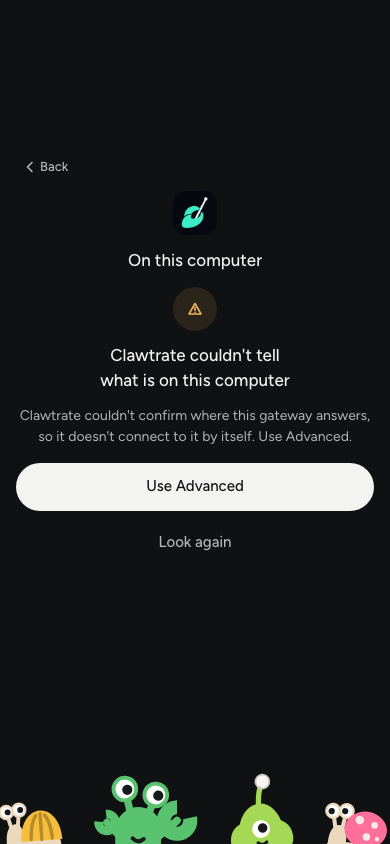 Back
On this computer
Clawtrate couldn't tell
what is on this computer
Clawtrate couldn't confirm where this gateway answers,
so it doesn't connect to it by itself. Use Advanced.
Use Advanced
Look again